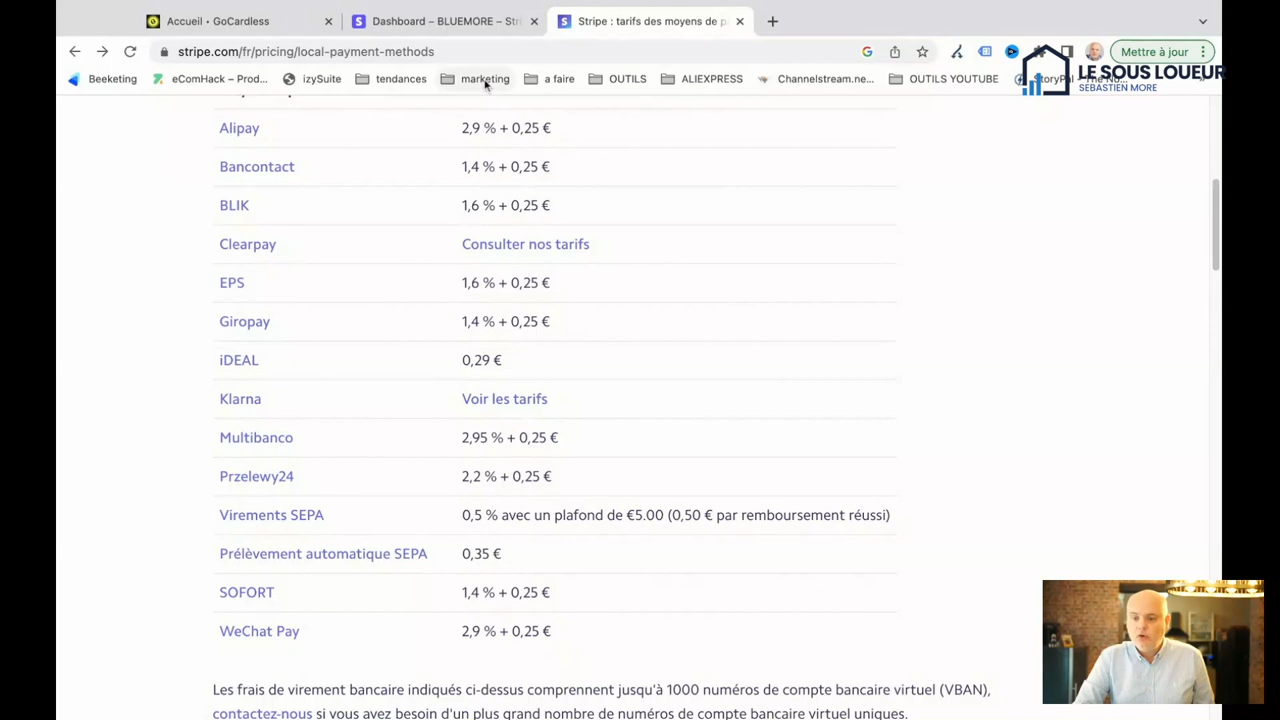 Accueil • GoCardless
Dashboard – BLUEMORE – Str
Stripe : tarifs des moyens de p
stripe.com/fr/pricing/local-payment-methods
Mettre à jour
Beeketing
eComHack – Prod...
izySuite
tendances
marketing
a faire
OUTILS
ALIEXPRESS
Channelstream.ne...
OUTILS YOUTUBE
LE SOUS LOUEUR
SEBASTIEN MORE
Alipay 2,9 % + 0,25 €
Bancontact 1,4 % + 0,25 €
BLIK 1,6 % + 0,25 €
Clearpay Consulter nos tarifs
EPS 1,6 % + 0,25 €
Giropay 1,4 % + 0,25 €
iDEAL 0,29 €
Klarna Voir les tarifs
Multibanco 2,95 % + 0,25 €
Przelewy24 2,2 % + 0,25 €
Virements SEPA 0,5 % avec un plafond de €5.00 (0,50 € par remboursement réussi)
Prélèvement automatique SEPA 0,35 €
SOFORT 1,4 % + 0,25 €
WeChat Pay 2,9 % + 0,25 €
Les frais de virement bancaire indiqués ci-dessus comprennent jusqu'à 1000 numéros de compte bancaire virtuel (VBAN),
contactez-nous si vous avez besoin d'un plus grand nombre de numéros de compte bancaire virtuel uniques.